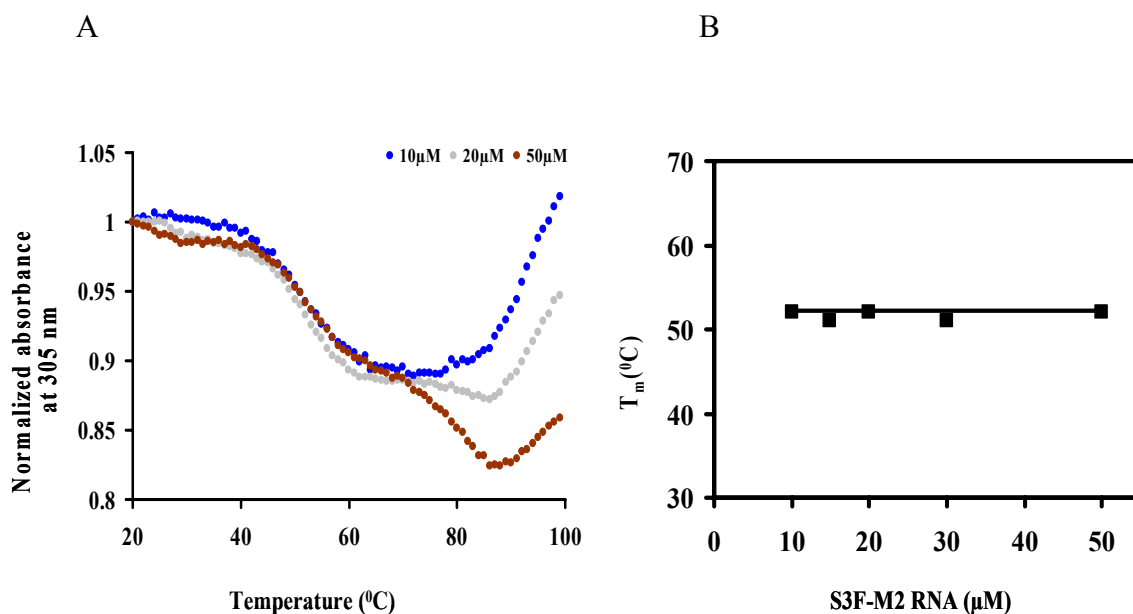 A
B
10µM 20µM 50µM
1.05
1
0.95
0.9
0.85
0.8
20 40 60 80 100
Normalized absorbance
at 305 nm
Temperature (⁰C)
70
60
50
40
30
0 10 20 30 40 50
Tm (⁰C)
S3F-M2 RNA (µM)